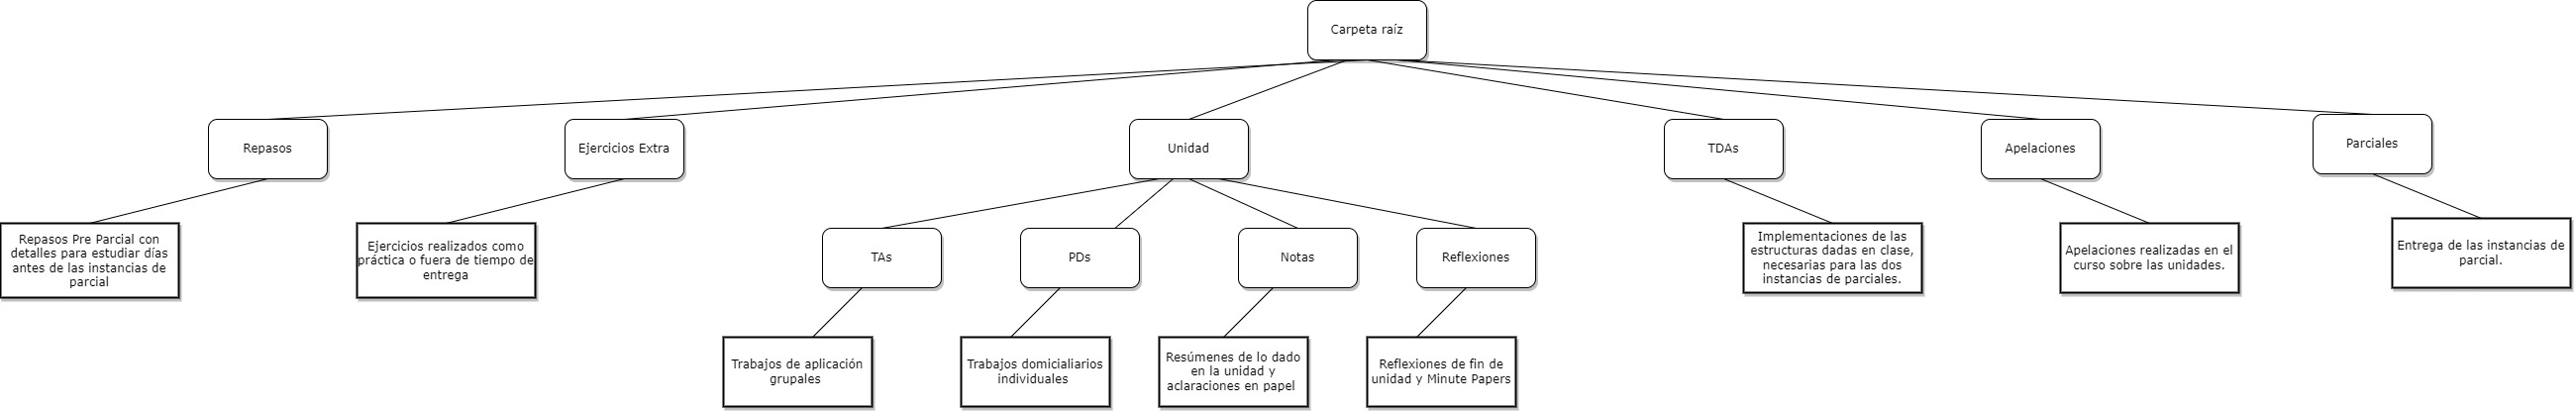 Carpeta raíz
Repasos
Ejercicios Extra
Unidad
TDAs
Apelaciones
Parciales
Repasos Pre Parcial con
detalles para estudiar días
antes de las instancias de
parcial
Ejercicios realizados como
práctica o fuera de tiempo de
entrega
TAs
PDs
Notas
Reflexiones
Implementaciones de las
estructuras dadas en clase,
necesarias para las dos
instancias de parciales.
Apelaciones realizadas en el
curso sobre las unidades.
Entrega de las instancias de
parcial.
Trabajos de aplicación
grupales
Trabajos domicialiarios
individuales
Resúmenes de lo dado
en la unidad y
aclaraciones en papel
Reflexiones de fin de
unidad y Minute Papers